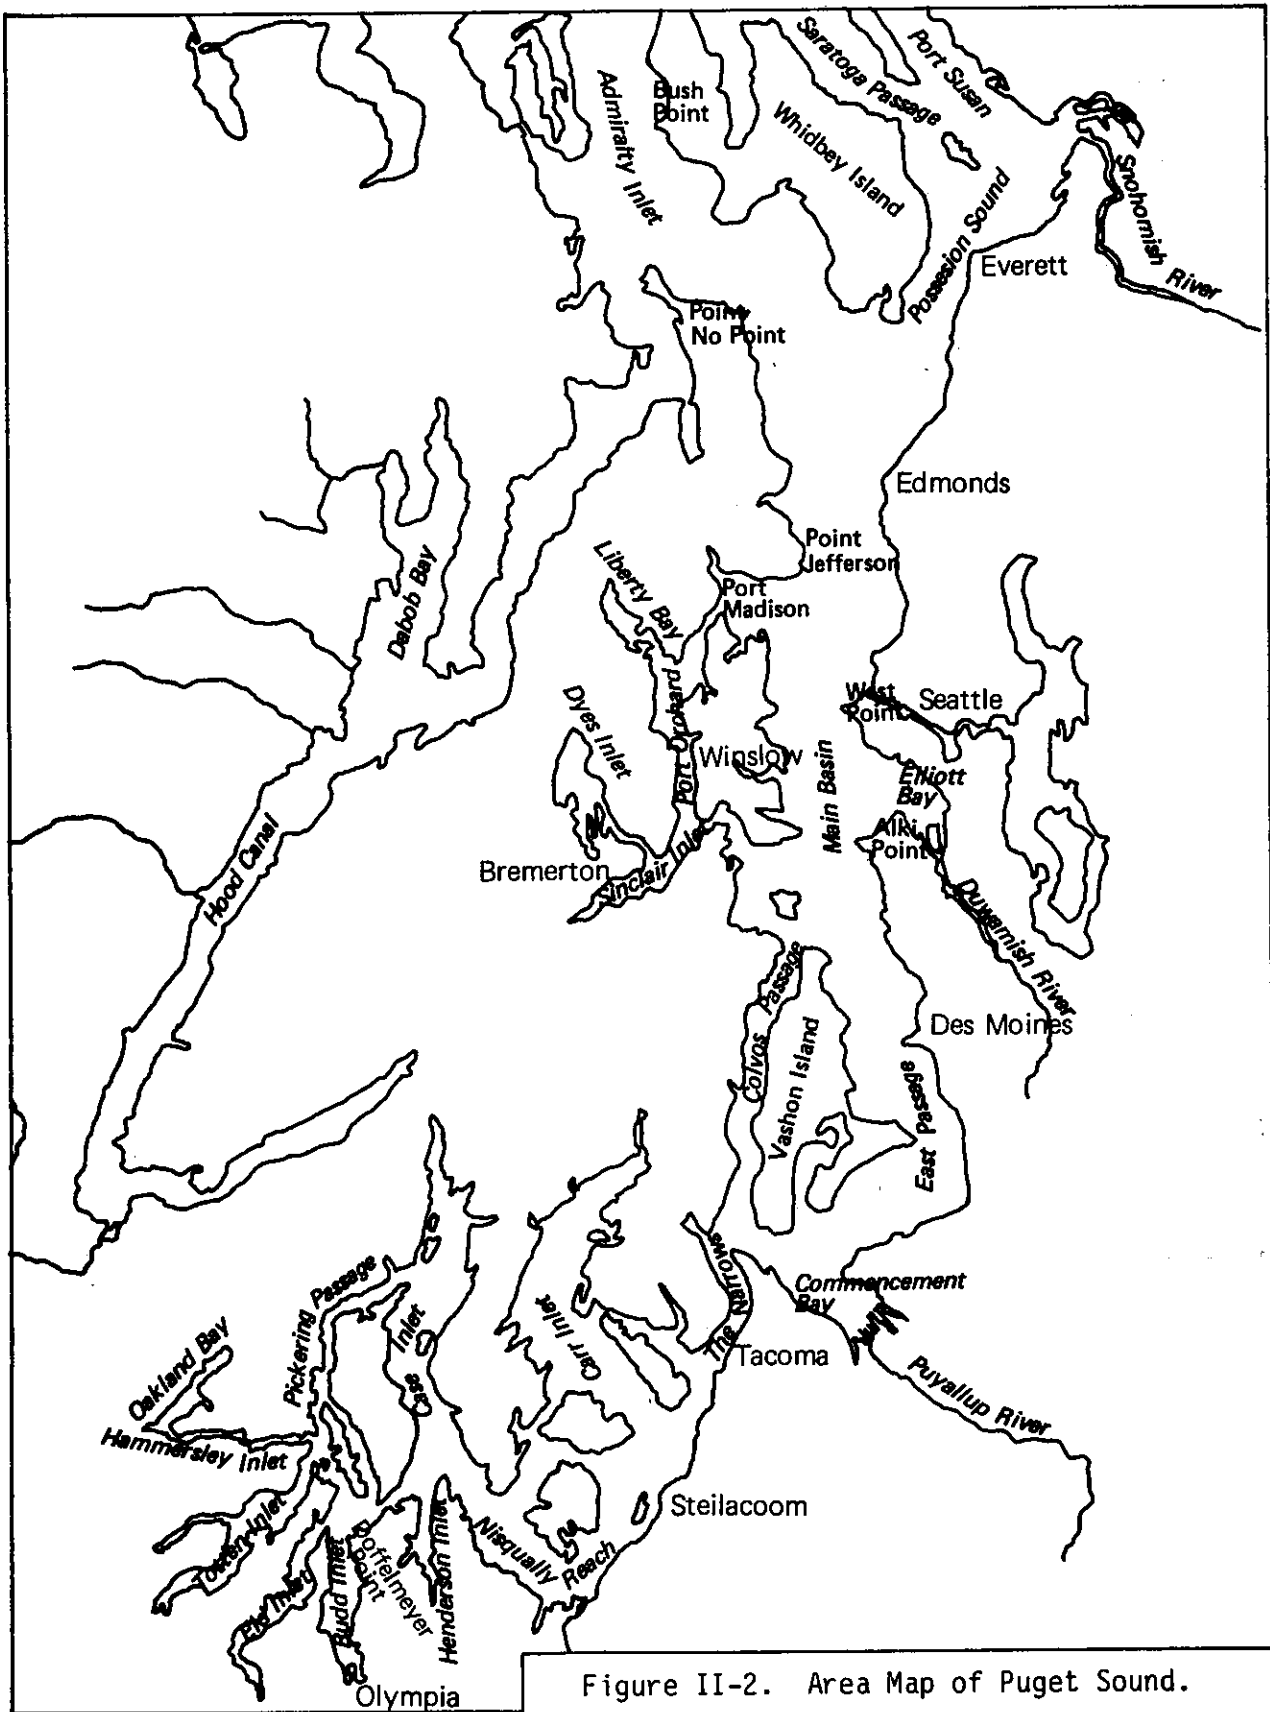 Saratoga Passage
Port Susan
Bush
Point
Admiralty Inlet
Whidbey Island
Snohomish River
Possesion Sound
Everett
Point
No Point
Edmonds
Point
Jefferson
Liberty Bay
Port
Madison
Dabob Bay
West
Point
Seattle
Port Orchard
Dyes Inlet
Winslow
Main Basin
Elliott
Bay
Alki
Point
Hood Canal
Bremerton
Sinclair Inlet
Duwamish River
Colvos Passage
Des Moines
Vashon Island
East Passage
The Narrows
Commencement
Bay
Pickering Passage
Case Inlet
Carr Inlet
Tacoma
Oakland Bay
Puyallup River
Hammersley Inlet
Steilacoom
Totten Inlet
Nisqually
Reach
Eld Inlet
Budd Inlet
Doffelmeyer
Point
Henderson Inlet
Olympia
Figure II-2. Area Map of Puget Sound.